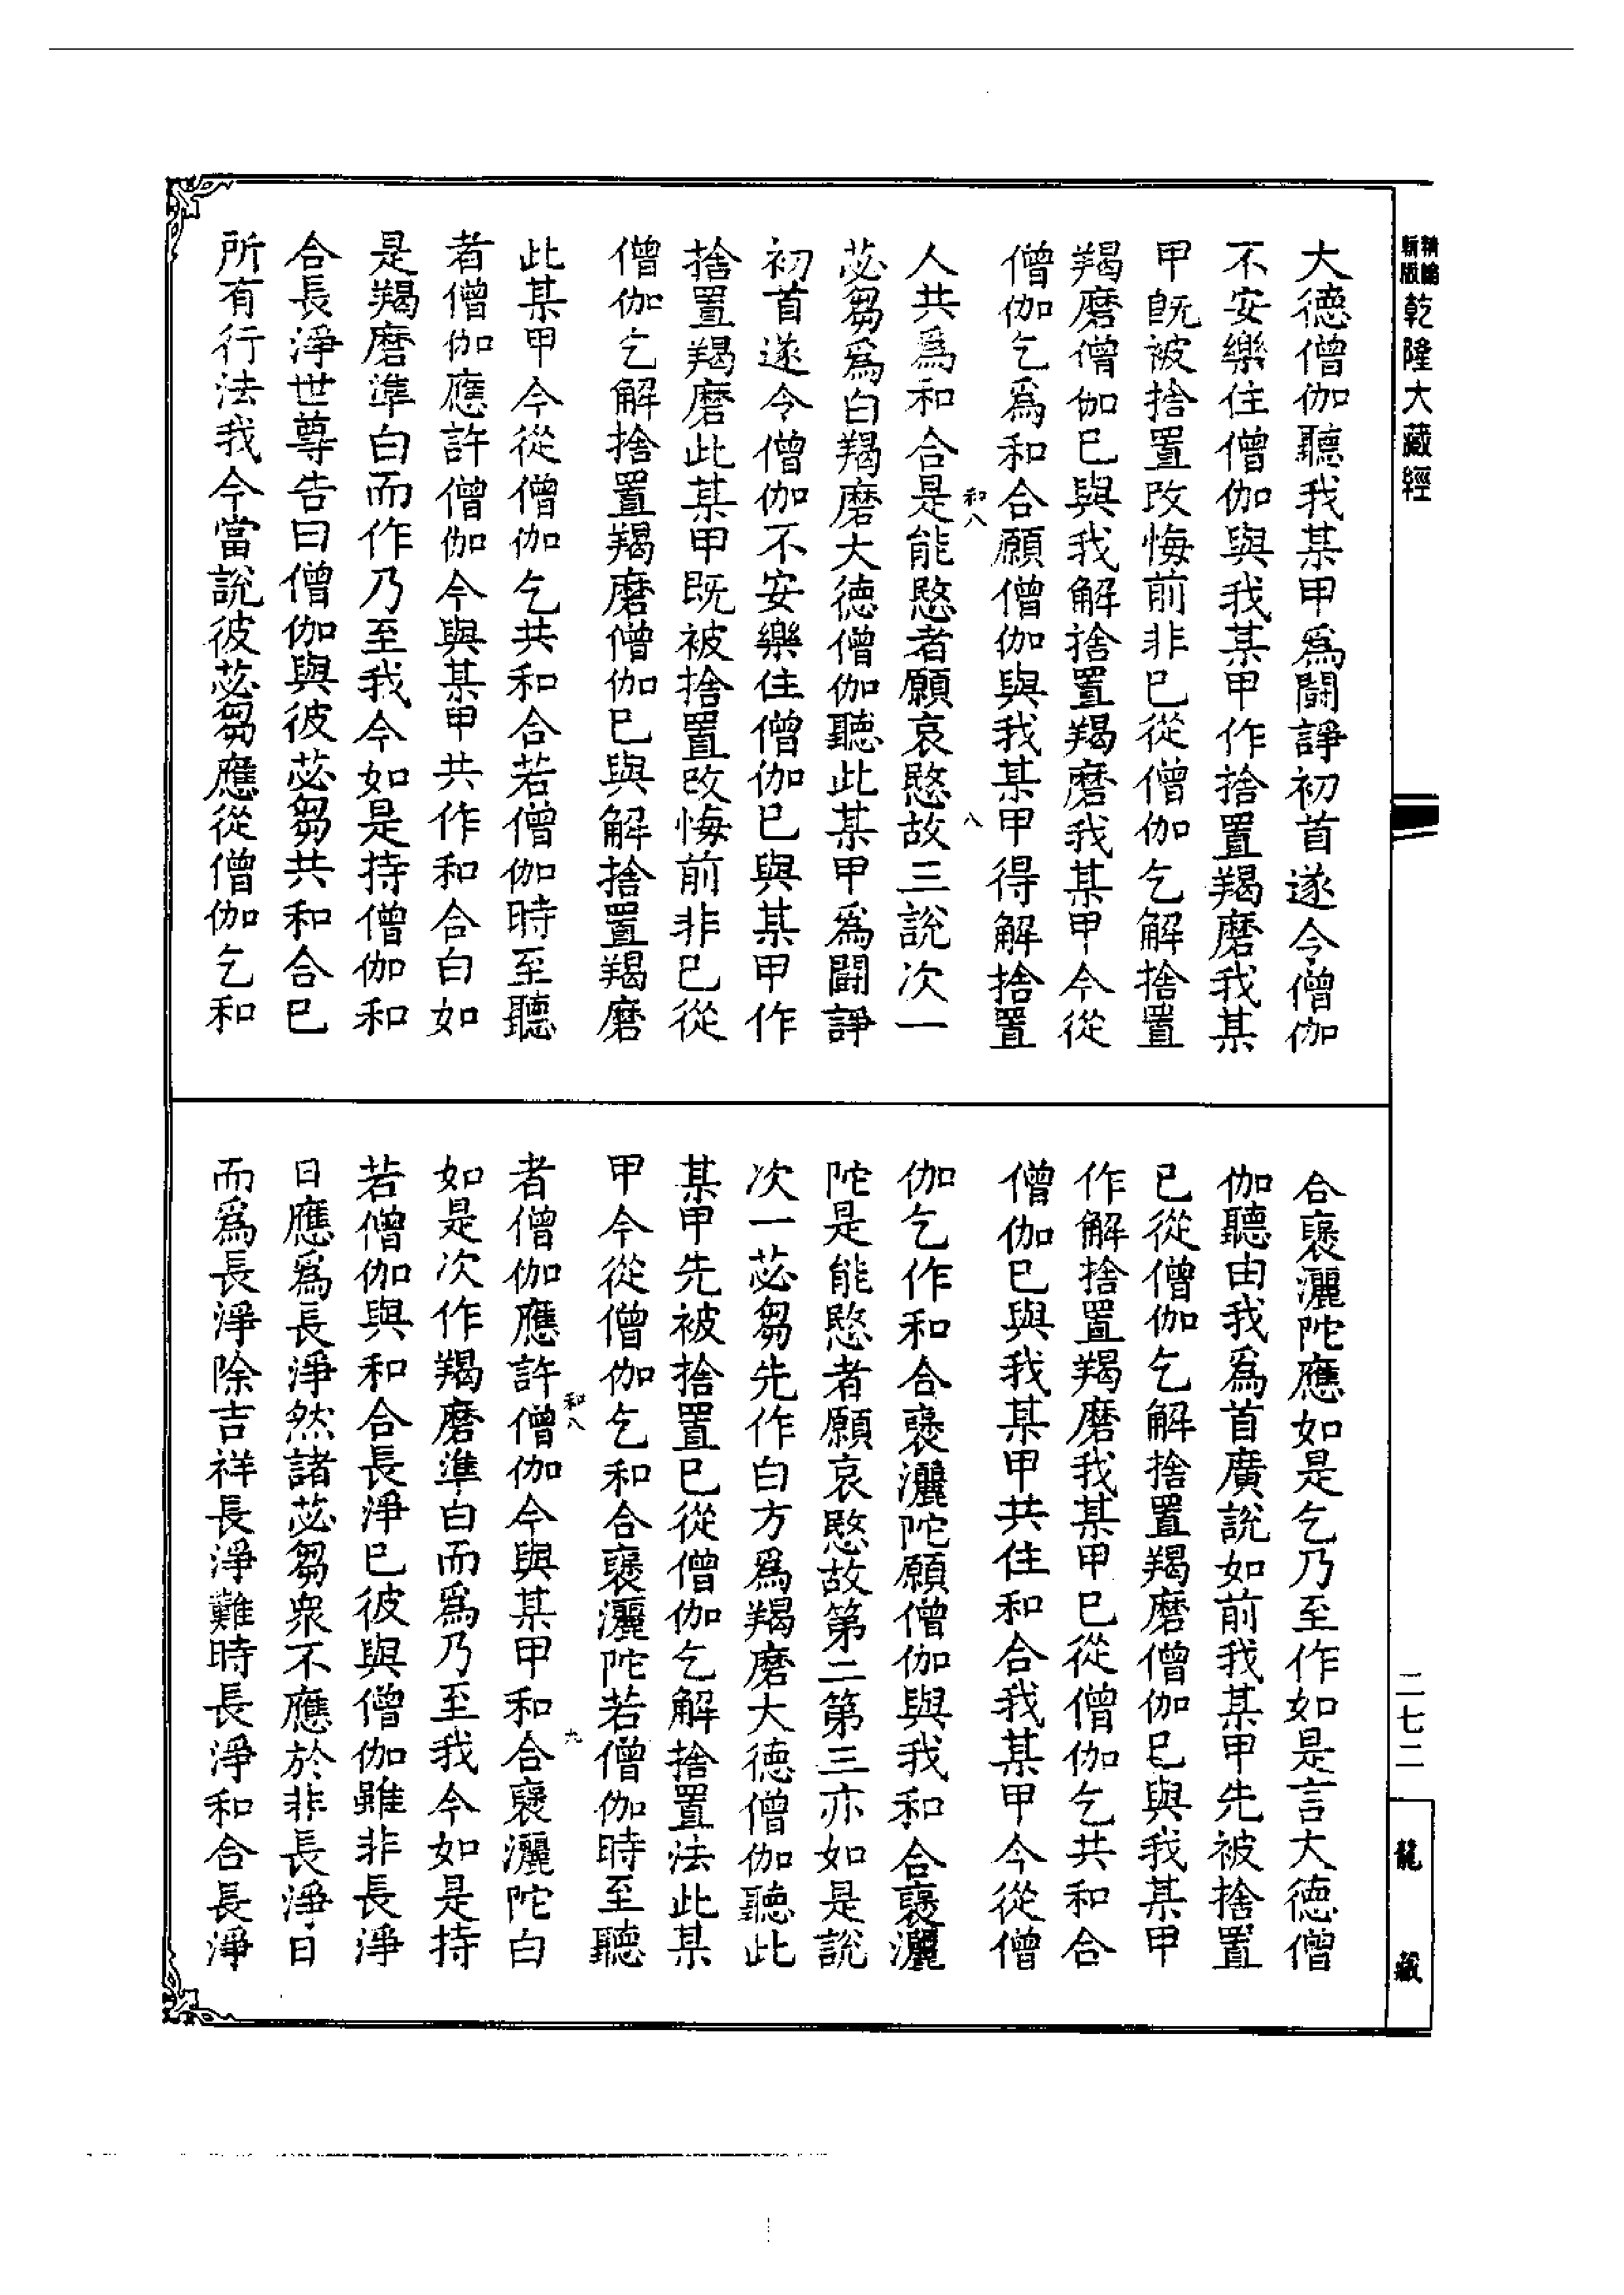 精編
新版
乾隆大藏經
大德僧伽聽我某甲爲鬪諍初首遂令僧伽
不安樂住僧伽與我某甲作捨置羯磨我某
甲旣被捨置改悔前非已從僧伽乞解捨置
羯磨僧伽已與我解捨置羯磨我某甲今從
僧伽乞爲和合願僧伽與我某甲得解捨置
和八
八
人共爲和合是能愍者願哀愍故三說次一
苾芻爲白羯磨大德僧伽聽此某甲爲鬪諍
初首遂令僧伽不安樂住僧伽已與某甲作
捨置羯磨此某甲旣被捨置改悔前非已從
僧伽乞解捨置羯磨僧伽已與解捨置羯磨
此某甲今從僧伽乞共和合若僧伽時至聽
者僧伽應許僧伽今與某甲共作和合白如
是羯磨準白而作乃至我今如是持僧伽和
合長淨世尊告曰僧伽與彼苾芻共和合已
所有行法我今當說彼苾芻應從僧伽乞和
合褒灑陀應如是乞乃至作如是言大德僧
伽聽由我爲首廣說如前我某甲先被捨置
已從僧伽乞解捨置羯磨僧伽已與我某甲
作解捨置羯磨我某甲已從僧伽乞共和合
僧伽已與我某甲共住和合我某甲今從僧
伽乞作和合褒灑陀願僧伽與我和合褒灑
陀是能愍者願哀愍故第二第三亦如是說
次一苾芻先作白方爲羯磨大德僧伽聽此
某甲先被捨置已從僧伽乞解捨置法此某
甲今從僧伽乞和合褒灑陀若僧伽時至聽
和八
九
者僧伽應許僧伽今與某甲和合褒灑陀白
如是次作羯磨準白而爲乃至我今如是持
若僧伽與和合長淨已彼與僧伽雖非長淨
日應爲長淨然諸苾芻衆不應於非長淨日
而爲長淨除吉祥長淨難時長淨和合長淨
二七二
龍藏